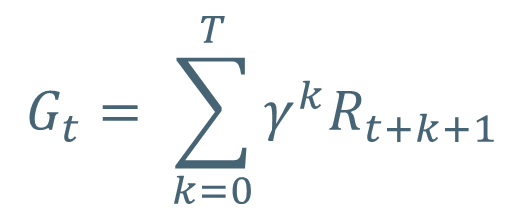 G_t = \sum_{k=0}^{T} \gamma^k R_{t+k+1}